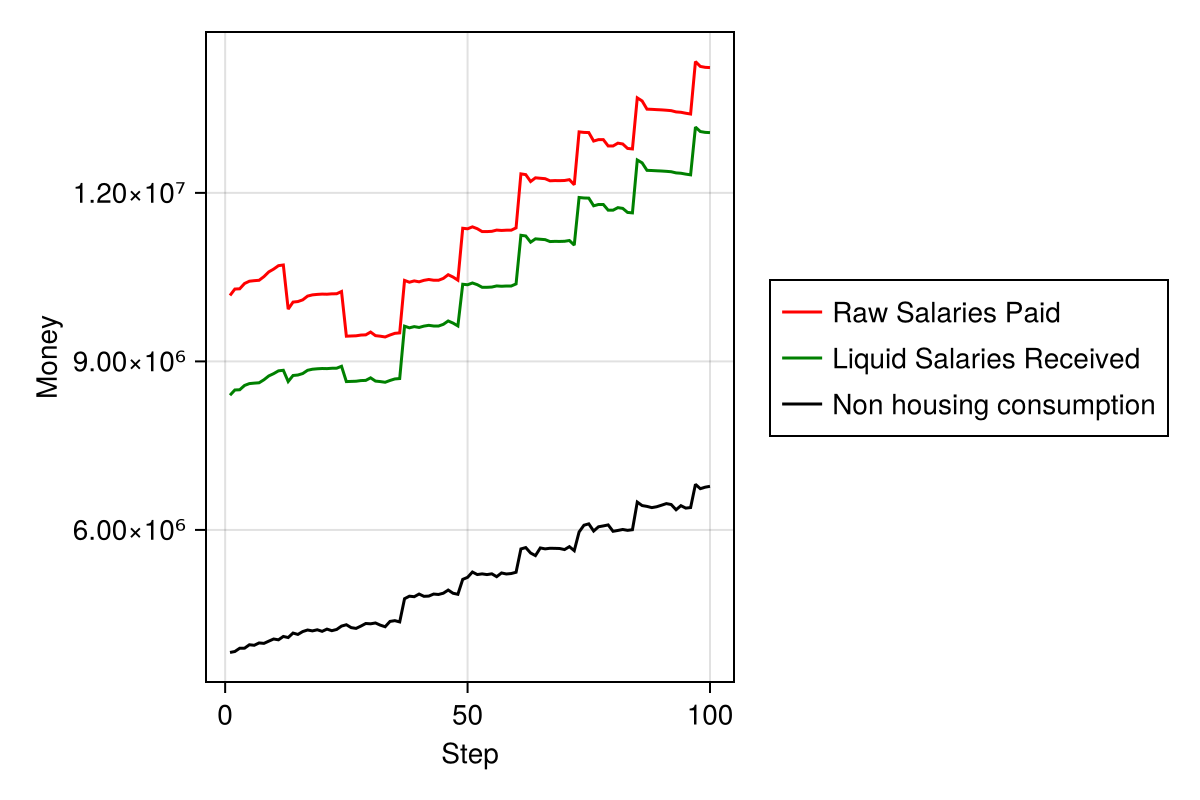 1.20×10⁷
9.00×10⁶
6.00×10⁶
Money
0 50 100
Step
Raw Salaries Paid
Liquid Salaries Received
Non housing consumption